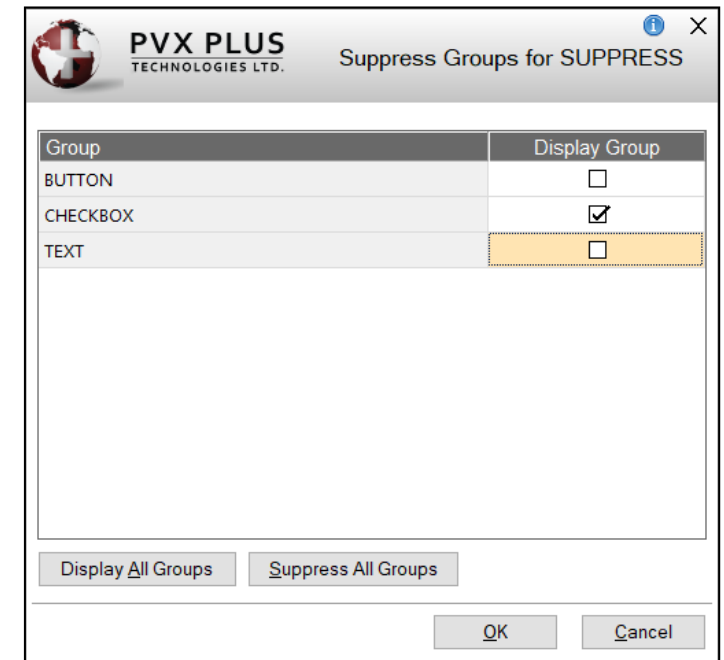 PVX PLUS
TECHNOLOGIES LTD.
Suppress Groups for SUPPRESS
Group Display Group
BUTTON
CHECKBOX
TEXT
Display All Groups Suppress All Groups
OK Cancel